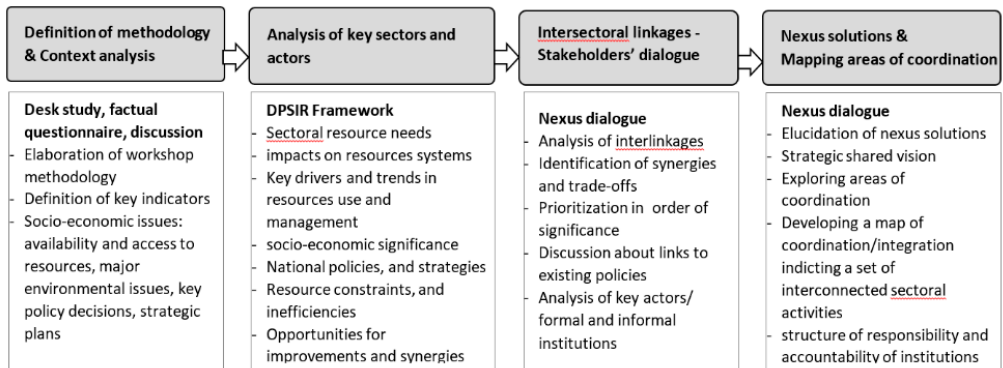 Definition of methodology
& Context analysis
Desk study, factual
questionnaire, discussion
- Elaboration of workshop
methodology
- Definition of key indicators
- Socio-economic issues:
availability and access to
resources, major
environmental issues, key
policy decisions, strategic
plans
Analysis of key sectors and
actors
DPSIR Framework
- Sectoral resource needs
- impacts on resources systems
- Key drivers and trends in
resources use and
management
- socio-economic significance
- National policies, and strategies
- Resource constraints, and
inefficiencies
- Opportunities for
improvements and synergies
Intersectoral linkages -
Stakeholders’ dialogue
Nexus dialogue
- Analysis of interlinkages
- Identification of synergies
and trade-offs
- Prioritization in order of
significance
- Discussion about links to
existing policies
- Analysis of key actors/
formal and informal
institutions
Nexus solutions &
Mapping areas of coordination
Nexus dialogue
- Elucidation of nexus solutions
- Strategic shared vision
- Exploring areas of
coordination
- Developing a map of
coordination/integration
indicting a set of
interconnected sectoral
activities
- structure of responsibility and
accountability of institutions